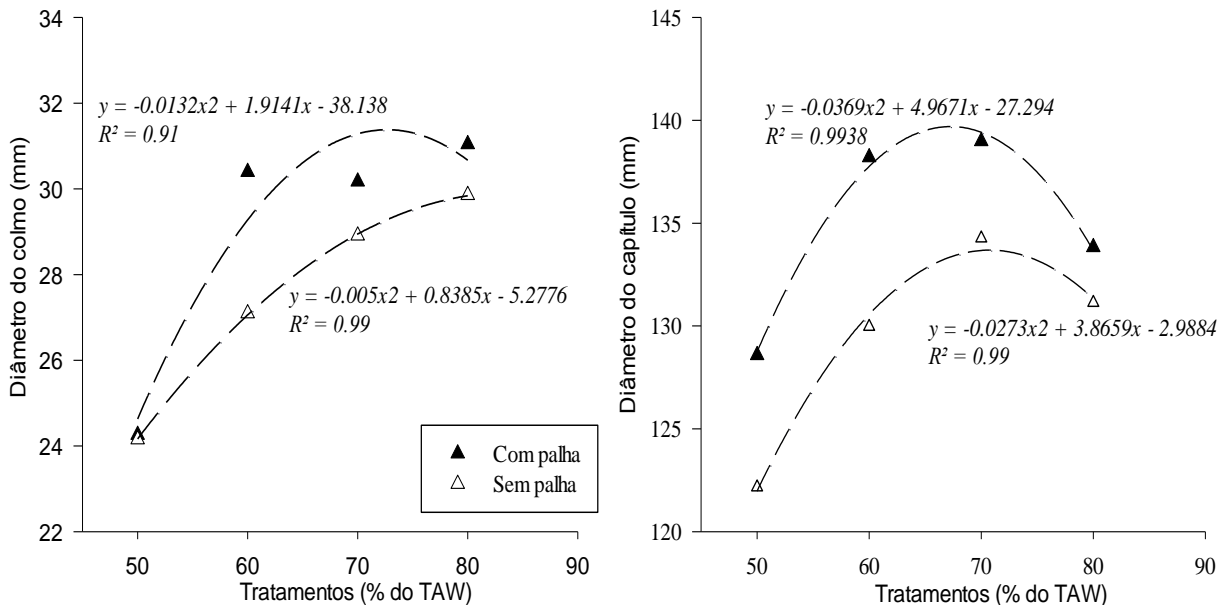 34
32
30
28
26
24
22
Diâmetro do colmo (mm)
y = -0.0132x2 + 1.9141x - 38.138
R² = 0.91
y = -0.005x2 + 0.8385x - 5.2776
R² = 0.99
Com palha
Sem palha
50 60 70 80 90
Tratamentos (% do TAW)
145
140
135
130
125
120
Diâmetro do capítulo (mm)
y = -0.0369x2 + 4.9671x - 27.294
R² = 0.9938
y = -0.0273x2 + 3.8659x - 2.9884
R² = 0.99
50 60 70 80 90
Tratamentos (% do TAW)